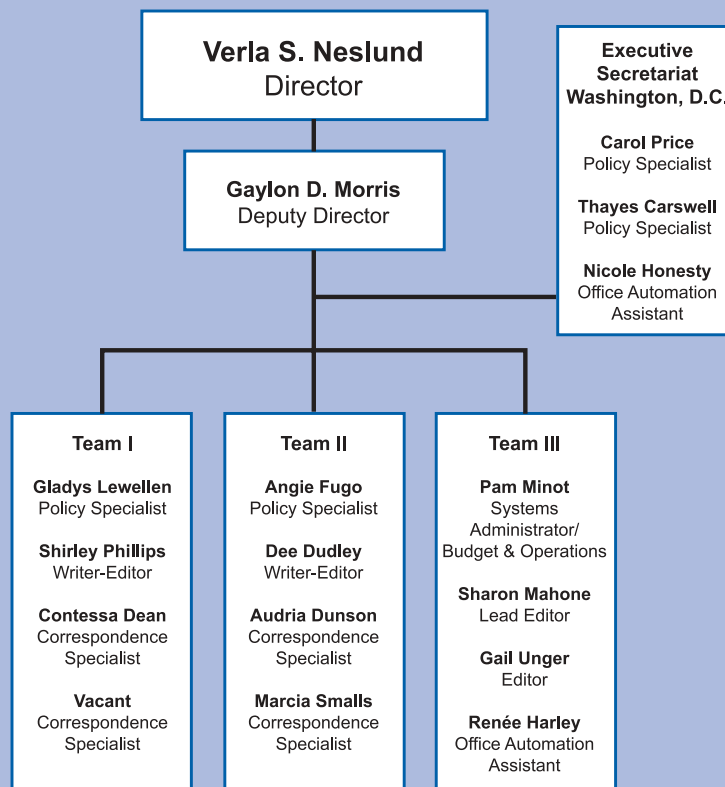 Verla S. Neslund
Director
Gaylon D. Morris
Deputy Director
Executive
Secretariat
Washington, D.C.
Carol Price
Policy Specialist
Thayes Carswell
Policy Specialist
Nicole Honesty
Office Automation
Assistant
Team I
Gladys Lewellen
Policy Specialist
Shirley Phillips
Writer-Editor
Contessa Dean
Correspondence
Specialist
Vacant
Correspondence
Specialist
Team II
Angie Fugo
Policy Specialist
Dee Dudley
Writer-Editor
Audria Dunson
Correspondence
Specialist
Marcia Smalls
Correspondence
Specialist
Team III
Pam Minot
Systems
Administrator/
Budget & Operations
Sharon Mahone
Lead Editor
Gail Unger
Editor
Renée Harley
Office Automation
Assistant